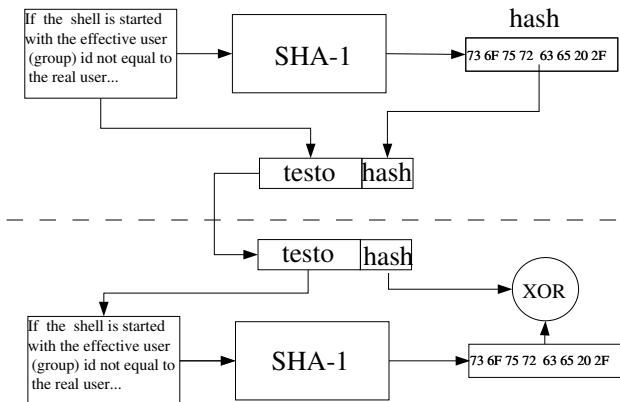 If the shell is started
with the effective user
(group) id not equal to
the real user...
SHA-1
hash
73 6F 75 72 63 65 20 2F
testo
hash
testo
hash
XOR
If the shell is started
with the effective user
(group) id not equal to
the real user...
SHA-1
73 6F 75 72 63 65 20 2F